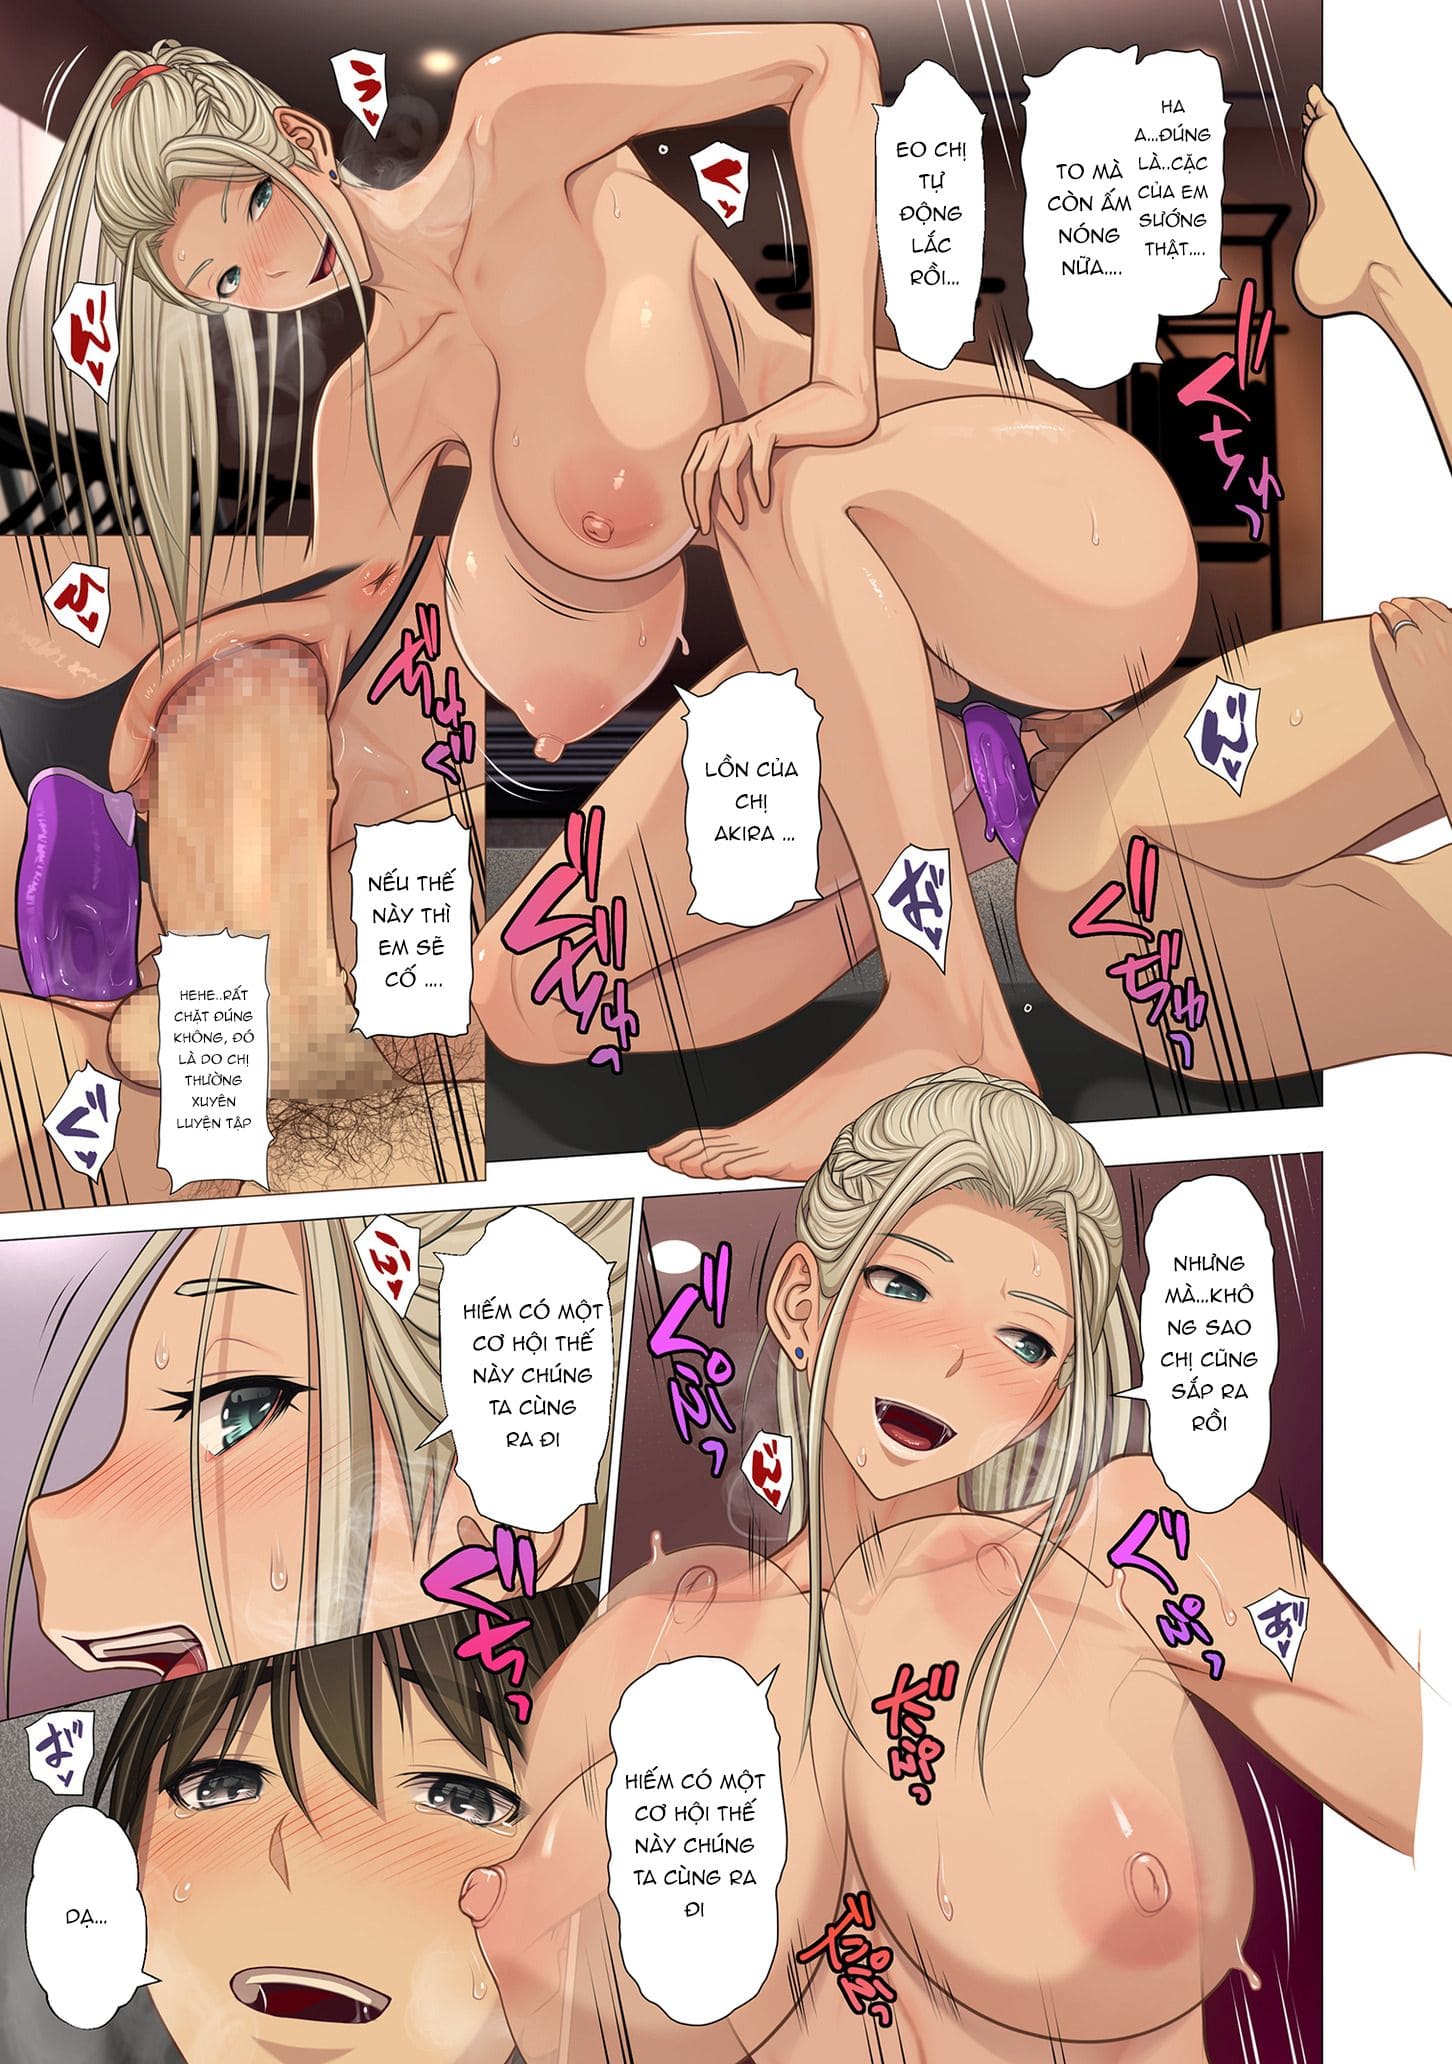 HA
A...ĐÚNG
LÀ..CẶC
CỦA EM
SƯỚNG
THẬT....
TO MÀ
CÒN ẤM
NÓNG
NỮA....
EO CHỊ
TỰ
ĐỘNG
LẮC
RỒI...
LỒN CỦA
CHỊ
AKIRA ...
NẾU THẾ
NÀY THÌ
EM SẼ
CỐ ....
HEHE..RẤT
CHẶT ĐÚNG
KHÔNG, ĐÓ
LÀ DO CHỊ
THƯỜNG
XUYÊN
LUYỆN TẬP
NHƯNG
MÀ...KHÔ
NG SAO
CHỊ CŨNG
SẮP RA
RỒI
HIẾM CÓ MỘT
CƠ HỘI THẾ
NÀY CHÚNG
TA CÙNG
RA ĐI
HIẾM CÓ MỘT
CƠ HỘI THẾ
NÀY CHÚNG
TA CÙNG RA
ĐI
DẠ...